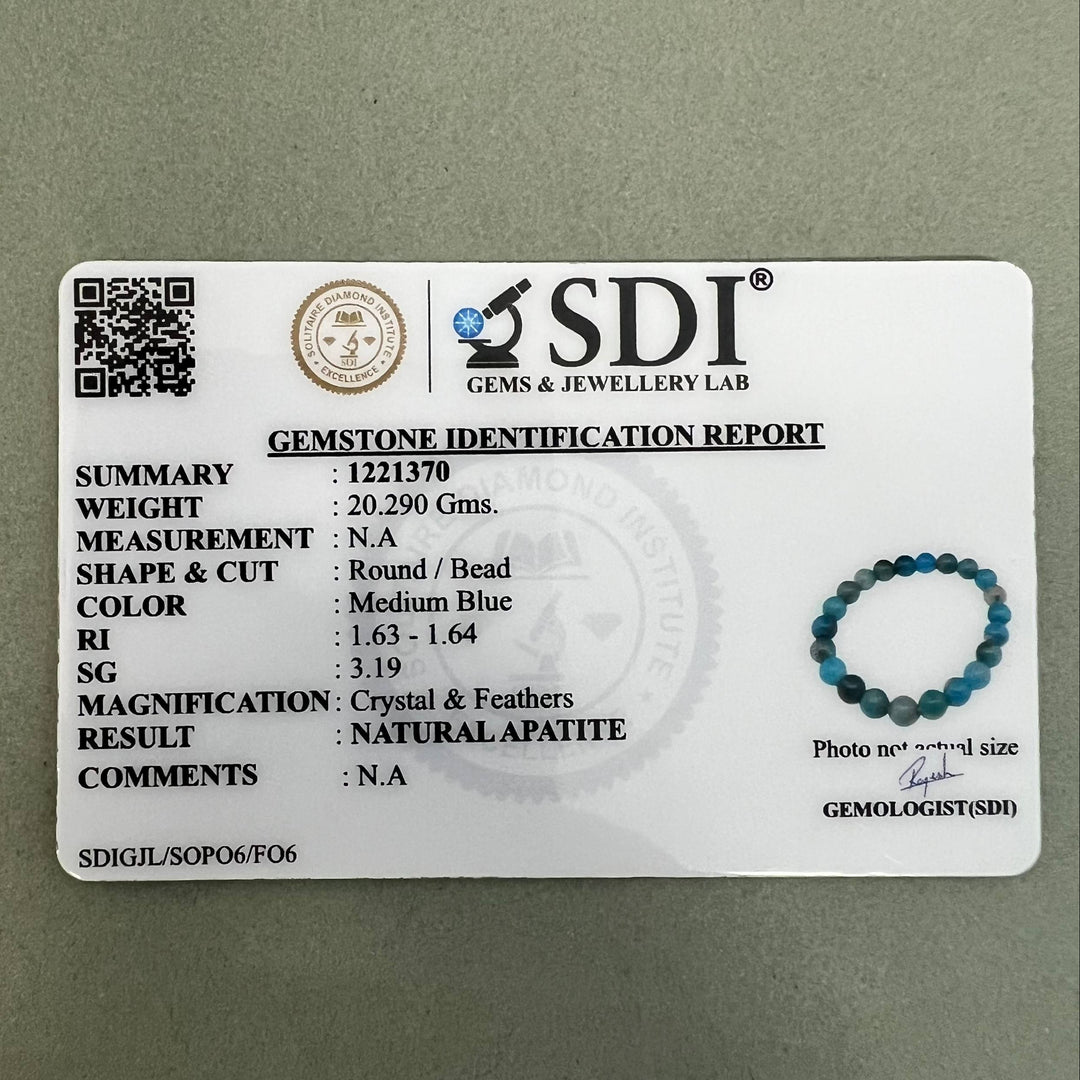 SOLITAIRE DIAMOND INSTITUTE
SDI
EXCELLENCE
SDI®
GEMS & JEWELLERY LAB
GEMSTONE IDENTIFICATION REPORT
SUMMARY : 1221370
WEIGHT : 20.290 Gms.
MEASUREMENT : N.A
SHAPE & CUT : Round / Bead
COLOR : Medium Blue
RI : 1.63 - 1.64
SG : 3.19
MAGNIFICATION : Crystal & Feathers
RESULT : NATURAL APATITE
COMMENTS : N.A
Photo not actual size
Rajesh
GEMOLOGIST(SDI)
SDIGJL/SOPO6/FO6